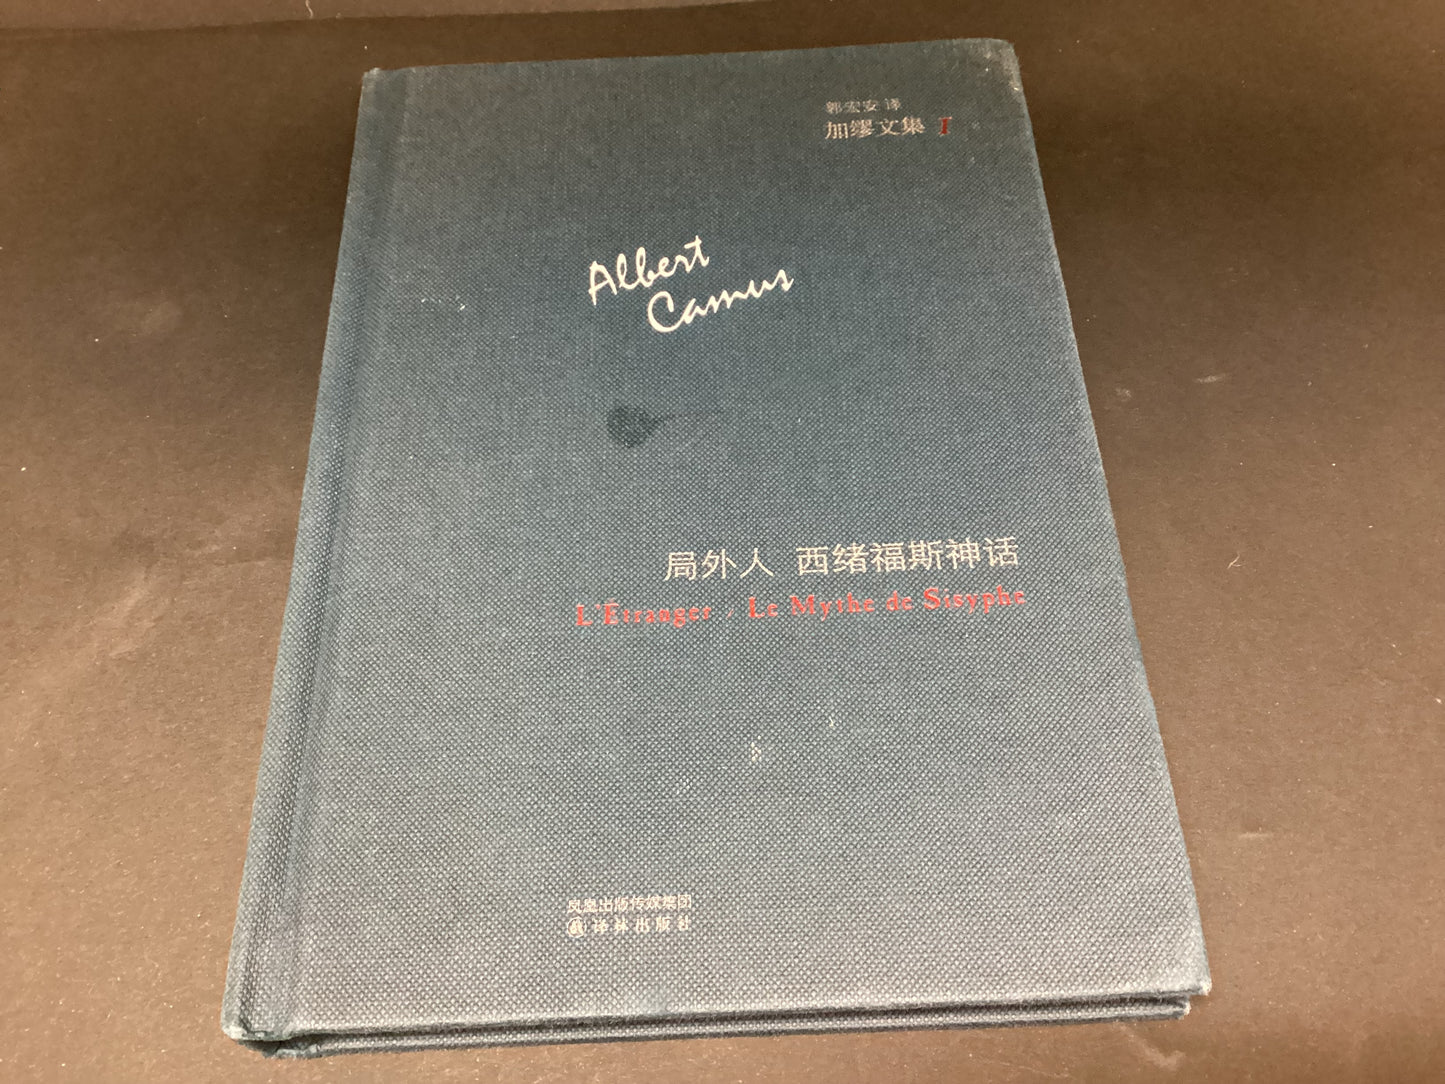 郭宏安 译
加缪文集 I
Albert
Camus
局外人 西绪福斯神话
L'Étranger / Le Mythe de Sisyphe
凤凰出版传媒集团
译林出版社